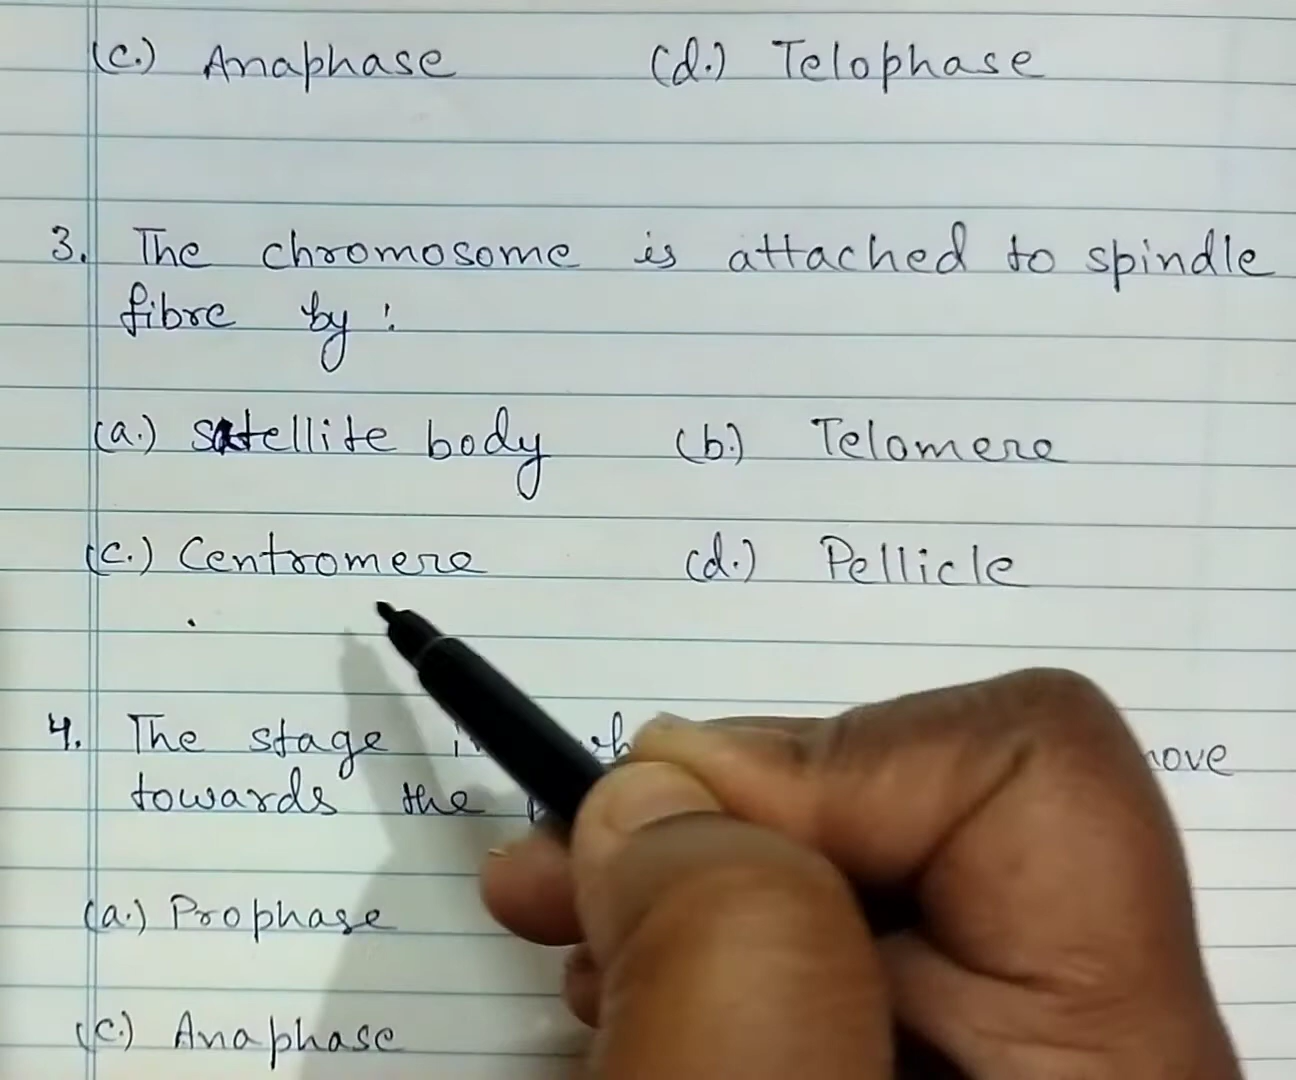 (c.) Anaphase (d.) Telophase
3. The chromosome is attached to spindle
fibre by :
(a.) satellite body (b.) Telomere
(c.) Centromere (d.) Pellicle
4. The stage
towards the
(a.) Prophase
(c.) Anaphase